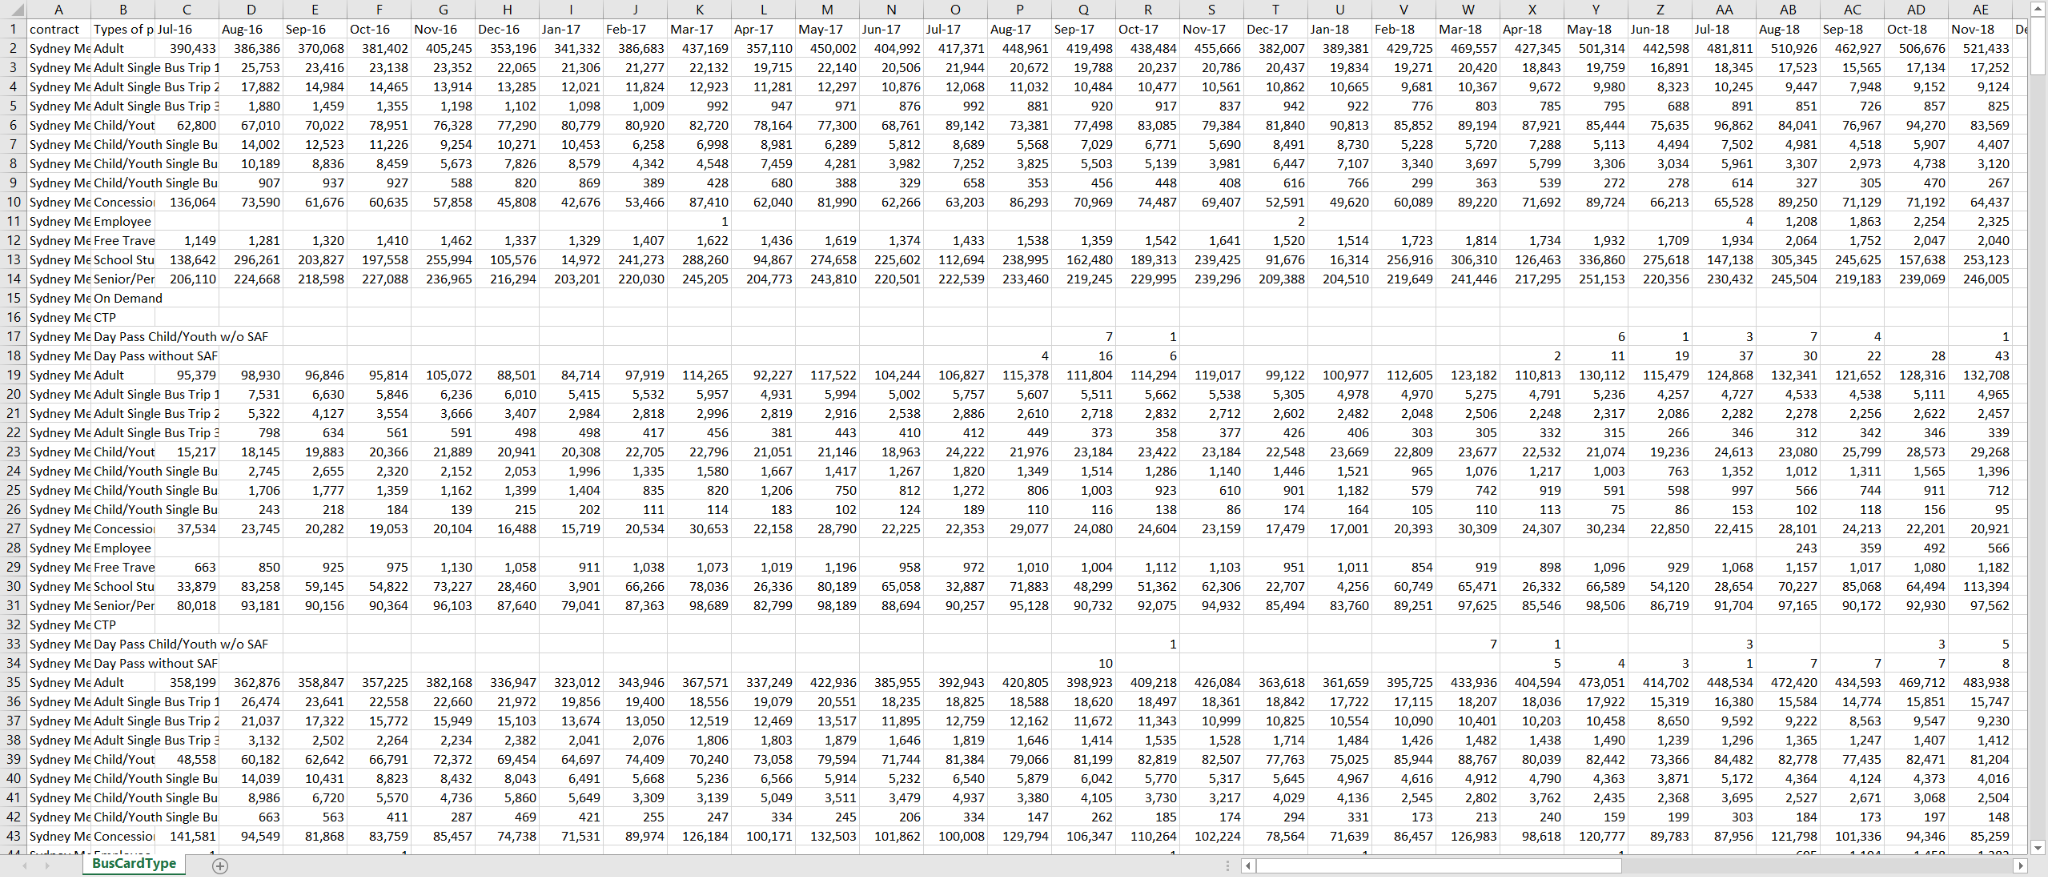 A B C D E F G H I J K L M N O P Q R S T U V W X Y Z AA AB AC AD AE
1 contract Types of p Jul-16 Aug-16 Sep-16 Oct-16 Nov-16 Dec-16 Jan-17 Feb-17 Mar-17 Apr-17 May-17 Jun-17 Jul-17 Aug-17 Sep-17 Oct-17 Nov-17 Dec-17 Jan-18 Feb-18 Mar-18 Apr-18 May-18 Jun-18 Jul-18 Aug-18 Sep-18 Oct-18 Nov-18 De
2 Sydney Me Adult 390,433 386,386 370,068 381,402 405,245 353,196 341,332 386,683 437,169 357,110 450,002 404,992 417,371 448,961 419,498 438,484 455,666 382,007 389,381 429,725 469,557 427,345 501,314 442,598 481,811 510,926 462,927 506,676 521,433
3 Sydney Me Adult Single Bus Trip 1 25,753 23,416 23,138 23,352 22,065 21,306 21,277 22,132 19,715 22,140 20,506 21,944 20,672 19,788 20,237 20,786 20,437 19,834 19,271 20,420 18,843 19,759 16,891 18,345 17,523 15,565 17,134 17,252
4 Sydney Me Adult Single Bus Trip 2 17,882 14,984 14,465 13,914 13,285 12,021 11,824 12,923 11,281 12,297 10,876 12,068 11,032 10,484 10,477 10,561 10,862 10,665 9,681 10,367 9,672 9,980 8,323 10,245 9,447 7,948 9,152 9,124
5 Sydney Me Adult Single Bus Trip 3 1,880 1,459 1,355 1,198 1,102 1,098 1,009 992 947 971 876 992 881 920 917 837 942 922 776 803 785 795 688 891 851 726 857 825
6 Sydney Me Child/Yout 62,800 67,010 70,022 78,951 76,328 77,290 80,779 80,920 82,720 78,164 77,300 68,761 89,142 73,381 77,498 83,085 79,384 81,840 90,813 85,852 89,194 87,921 85,444 75,635 96,862 84,041 76,967 94,270 83,569
7 Sydney Me Child/Youth Single Bu 14,002 12,523 11,226 9,254 10,271 10,453 6,258 6,998 8,981 6,289 5,812 8,689 5,568 7,029 6,771 5,690 8,491 8,730 5,228 5,720 7,288 5,113 4,494 7,502 4,981 4,518 5,907 4,407
8 Sydney Me Child/Youth Single Bu 10,189 8,836 8,459 5,673 7,826 8,579 4,342 4,548 7,459 4,281 3,982 7,252 3,825 5,503 5,139 3,981 6,447 7,107 3,340 3,697 5,799 3,306 3,034 5,961 3,307 2,973 4,738 3,120
9 Sydney Me Child/Youth Single Bu 907 937 927 588 820 869 389 428 680 388 329 658 353 456 448 408 616 766 299 363 539 272 278 614 327 305 470 267
10 Sydney Me Concession 136,064 73,590 61,676 60,635 57,858 45,808 42,676 53,466 87,410 62,040 81,990 62,266 63,203 86,293 70,969 74,487 69,407 52,591 49,620 60,089 89,220 71,692 89,724 66,213 65,528 89,250 71,129 71,192 64,437
11 Sydney Me Employee 1 2 4 1,208 1,863 2,254 2,325
12 Sydney Me Free Trave 1,149 1,281 1,320 1,410 1,462 1,337 1,329 1,407 1,622 1,436 1,619 1,374 1,433 1,538 1,359 1,542 1,641 1,520 1,514 1,723 1,814 1,734 1,932 1,709 1,934 2,064 1,752 2,047 2,040
13 Sydney Me School Stu 138,642 296,261 203,827 197,558 255,994 105,576 14,972 241,273 288,260 94,867 274,658 225,602 112,694 238,995 162,480 189,313 239,425 91,676 16,314 256,916 306,310 126,463 336,860 275,618 147,138 305,345 245,625 157,638 253,123
14 Sydney Me Senior/Per 206,110 224,668 218,598 227,088 236,965 216,294 203,201 220,030 245,205 204,773 243,810 220,501 222,539 233,460 219,245 229,995 239,296 209,388 204,510 219,649 241,446 217,295 251,153 220,356 230,432 245,504 219,183 239,069 246,005
15 Sydney Me On Demand
16 Sydney Me CTP
17 Sydney Me Day Pass Child/Youth w/o SAF 7 1 6 1 3 7 4 1
18 Sydney Me Day Pass without SAF 4 16 6 2 11 19 37 30 22 28 43
19 Sydney Me Adult 95,379 98,930 96,846 95,814 105,072 88,501 84,714 97,919 114,265 92,227 117,522 104,244 106,827 115,378 111,804 114,294 119,017 99,122 100,977 112,605 123,182 110,813 130,112 115,479 124,868 132,341 121,652 128,316 132,708
20 Sydney Me Adult Single Bus Trip 1 7,531 6,630 5,846 6,236 6,010 5,415 5,532 5,957 4,931 5,994 5,002 5,757 5,607 5,511 5,662 5,538 5,305 4,978 4,970 5,275 4,791 5,236 4,257 4,727 4,533 4,538 5,111 4,965
21 Sydney Me Adult Single Bus Trip 2 5,322 4,127 3,554 3,666 3,407 2,984 2,818 2,996 2,819 2,916 2,538 2,886 2,610 2,718 2,832 2,712 2,602 2,482 2,048 2,506 2,248 2,317 2,086 2,282 2,278 2,256 2,622 2,457
22 Sydney Me Adult Single Bus Trip 3 798 634 561 591 498 498 417 456 381 443 410 412 449 373 358 377 426 406 303 305 332 315 266 346 312 342 346 339
23 Sydney Me Child/Yout 15,217 18,145 19,883 20,366 21,889 20,941 20,308 22,705 22,796 21,051 21,146 18,963 24,222 21,976 23,184 23,422 23,184 22,548 23,669 22,809 23,677 22,532 21,074 19,236 24,613 23,080 25,799 28,573 29,268
24 Sydney Me Child/Youth Single Bu 2,745 2,655 2,320 2,152 2,053 1,996 1,335 1,580 1,667 1,417 1,267 1,820 1,349 1,514 1,286 1,140 1,446 1,521 965 1,076 1,217 1,003 763 1,352 1,012 1,311 1,565 1,396
25 Sydney Me Child/Youth Single Bu 1,706 1,777 1,359 1,162 1,399 1,404 835 820 1,206 750 812 1,272 806 1,003 923 610 901 1,182 579 742 919 591 598 997 566 744 911 712
26 Sydney Me Child/Youth Single Bu 243 218 184 139 215 202 111 114 183 102 124 189 110 116 138 86 174 164 105 110 113 75 86 153 102 118 156 95
27 Sydney Me Concession 37,534 23,745 20,282 19,053 20,104 16,488 15,719 20,534 30,653 22,158 28,790 22,225 22,353 29,077 24,080 24,604 23,159 17,479 17,001 20,393 30,309 24,307 30,234 22,850 22,415 28,101 24,213 22,201 20,921
28 Sydney Me Employee 243 359 492 566
29 Sydney Me Free Trave 663 850 925 975 1,130 1,058 911 1,038 1,073 1,019 1,196 958 972 1,010 1,004 1,112 1,103 951 1,011 854 919 898 1,096 929 1,068 1,157 1,017 1,080 1,182
30 Sydney Me School Stu 33,879 83,258 59,145 54,822 73,227 28,460 3,901 66,266 78,036 26,336 80,189 65,058 32,887 71,883 48,299 51,362 62,306 22,707 4,256 60,749 65,471 26,332 66,589 54,120 28,654 70,227 85,068 64,494 113,394
31 Sydney Me Senior/Per 80,018 93,181 90,156 90,364 96,103 87,640 79,041 87,363 98,689 82,799 98,189 88,694 90,257 95,128 90,732 92,075 94,932 85,494 83,760 89,251 97,625 85,546 98,506 86,719 91,704 97,165 90,172 92,930 97,562
32 Sydney Me CTP
33 Sydney Me Day Pass Child/Youth w/o SAF 1 7 1 3 3 5
34 Sydney Me Day Pass without SAF 10 5 4 3 1 7 7 7 8
35 Sydney Me Adult 358,199 362,876 358,847 357,225 382,168 336,947 323,012 343,946 367,571 337,249 422,936 385,955 392,943 420,805 398,923 409,218 426,084 363,618 361,659 395,725 433,936 404,594 473,051 414,702 448,534 472,420 434,593 469,712 483,938
36 Sydney Me Adult Single Bus Trip 1 26,474 23,641 22,558 22,660 21,972 19,856 19,400 18,556 19,079 20,551 18,235 18,825 18,588 18,620 18,497 18,361 18,842 17,722 17,115 18,207 18,036 17,922 15,319 16,380 15,584 14,774 15,851 15,747
37 Sydney Me Adult Single Bus Trip 2 21,037 17,322 15,772 15,949 15,103 13,674 13,050 12,519 12,469 13,517 11,895 12,759 12,162 11,672 11,343 10,999 10,825 10,554 10,090 10,401 10,203 10,458 8,650 9,592 9,222 8,563 9,547 9,230
38 Sydney Me Adult Single Bus Trip 3 3,132 2,502 2,264 2,234 2,382 2,041 2,076 1,806 1,803 1,879 1,646 1,819 1,646 1,414 1,535 1,528 1,714 1,484 1,426 1,482 1,438 1,490 1,239 1,296 1,365 1,247 1,407 1,412
39 Sydney Me Child/Yout 48,558 60,182 62,642 66,791 72,372 69,454 64,697 74,409 70,240 73,058 79,594 71,744 81,384 79,066 81,199 82,819 82,507 77,763 75,025 85,944 88,767 80,039 82,442 73,366 84,482 82,778 77,435 82,471 81,204
40 Sydney Me Child/Youth Single Bu 14,039 10,431 8,823 8,432 8,043 6,491 5,668 5,236 6,566 5,914 5,232 6,540 5,879 6,042 5,770 5,317 5,645 4,967 4,616 4,912 4,790 4,363 3,871 5,172 4,364 4,124 4,373 4,016
41 Sydney Me Child/Youth Single Bu 8,986 6,720 5,570 4,736 5,860 5,649 3,309 3,139 5,049 3,511 3,479 4,937 3,380 4,105 3,730 3,217 4,029 4,136 2,545 2,802 3,762 2,435 2,368 3,695 2,527 2,671 3,068 2,504
42 Sydney Me Child/Youth Single Bu 663 563 411 287 469 421 255 247 334 245 206 334 147 262 185 174 294 331 173 213 240 159 199 303 184 173 197 148
43 Sydney Me Concession 141,581 94,549 81,868 83,759 85,457 74,738 71,531 89,974 126,184 100,171 132,503 101,862 100,008 129,794 106,347 110,264 102,224 78,564 71,639 86,457 126,983 98,618 120,777 89,783 87,956 121,798 101,336 94,346 85,259
BusCardType